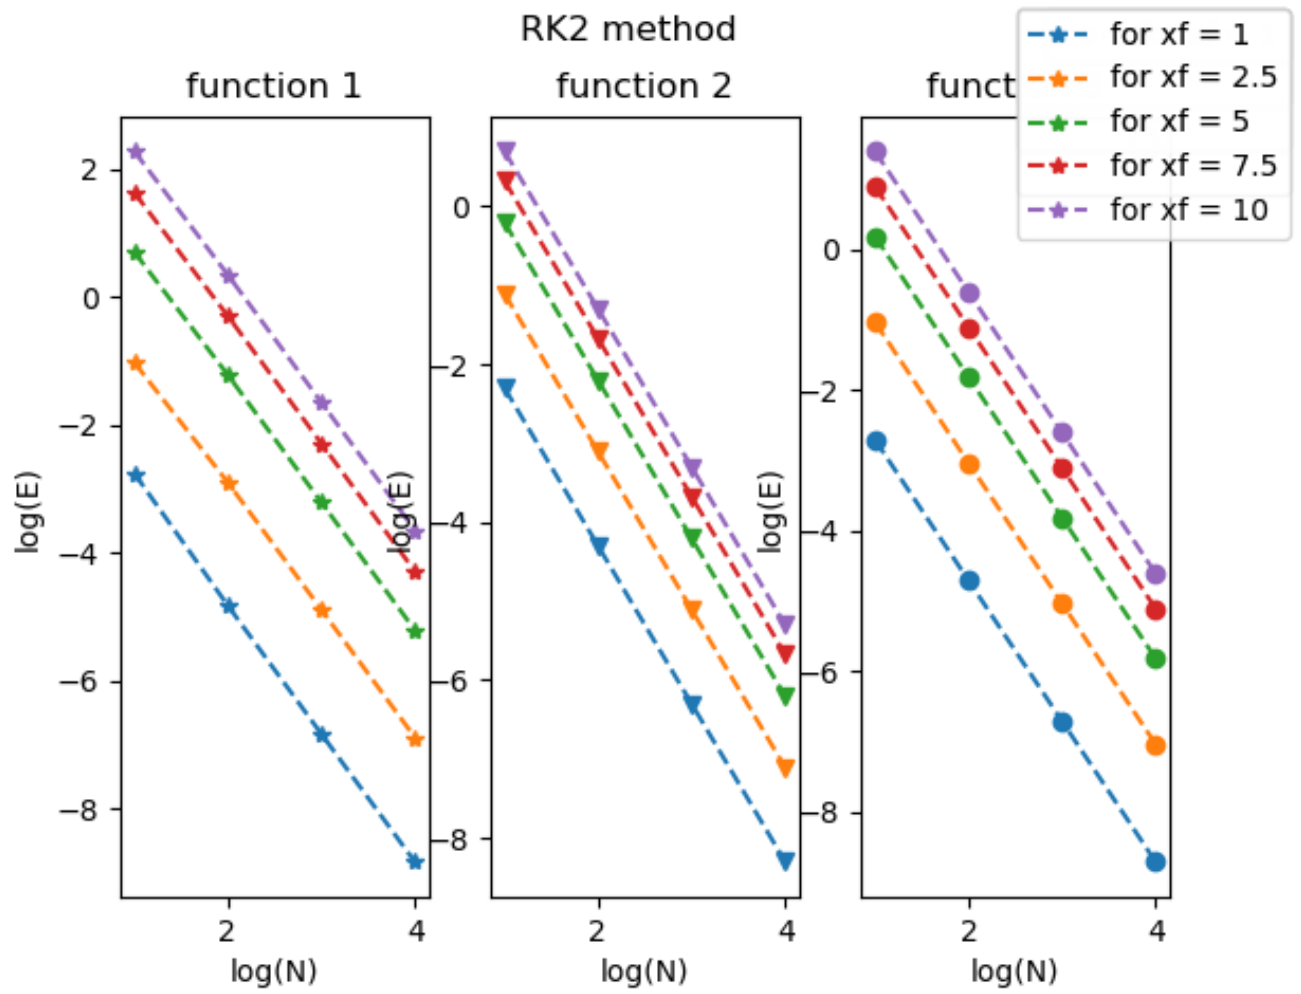 RK2 method
function 1
function 2
funct
for xf = 1
for xf = 2.5
for xf = 5
for xf = 7.5
for xf = 10
log(E)
2
0
−2
−4
−6
−8
2
4
log(N)
log(E)
0
−2
−4
−6
−8
2
4
log(N)
log(E)
0
−2
−4
−6
−8
2
4
log(N)